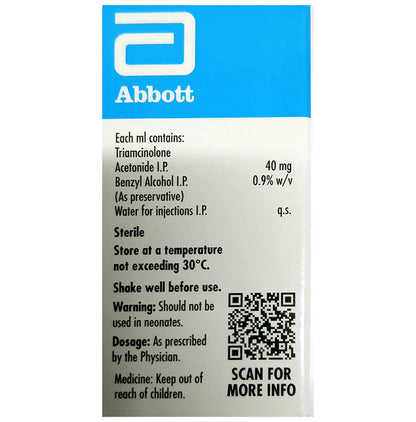 Abbott
Each ml contains:
Triamcinolone
Acetonide I.P. 40 mg
Benzyl Alcohol I.P. 0.9% w/v
(As preservative)
Water for injections I.P. q.s.
Sterile
Store at a temperature
not exceeding 30°C.
Shake well before use.
Warning: Should not be
used in neonates.
Dosage: As prescribed
by the Physician.
Medicine: Keep out of
reach of children.
SCAN FOR
MORE INFO